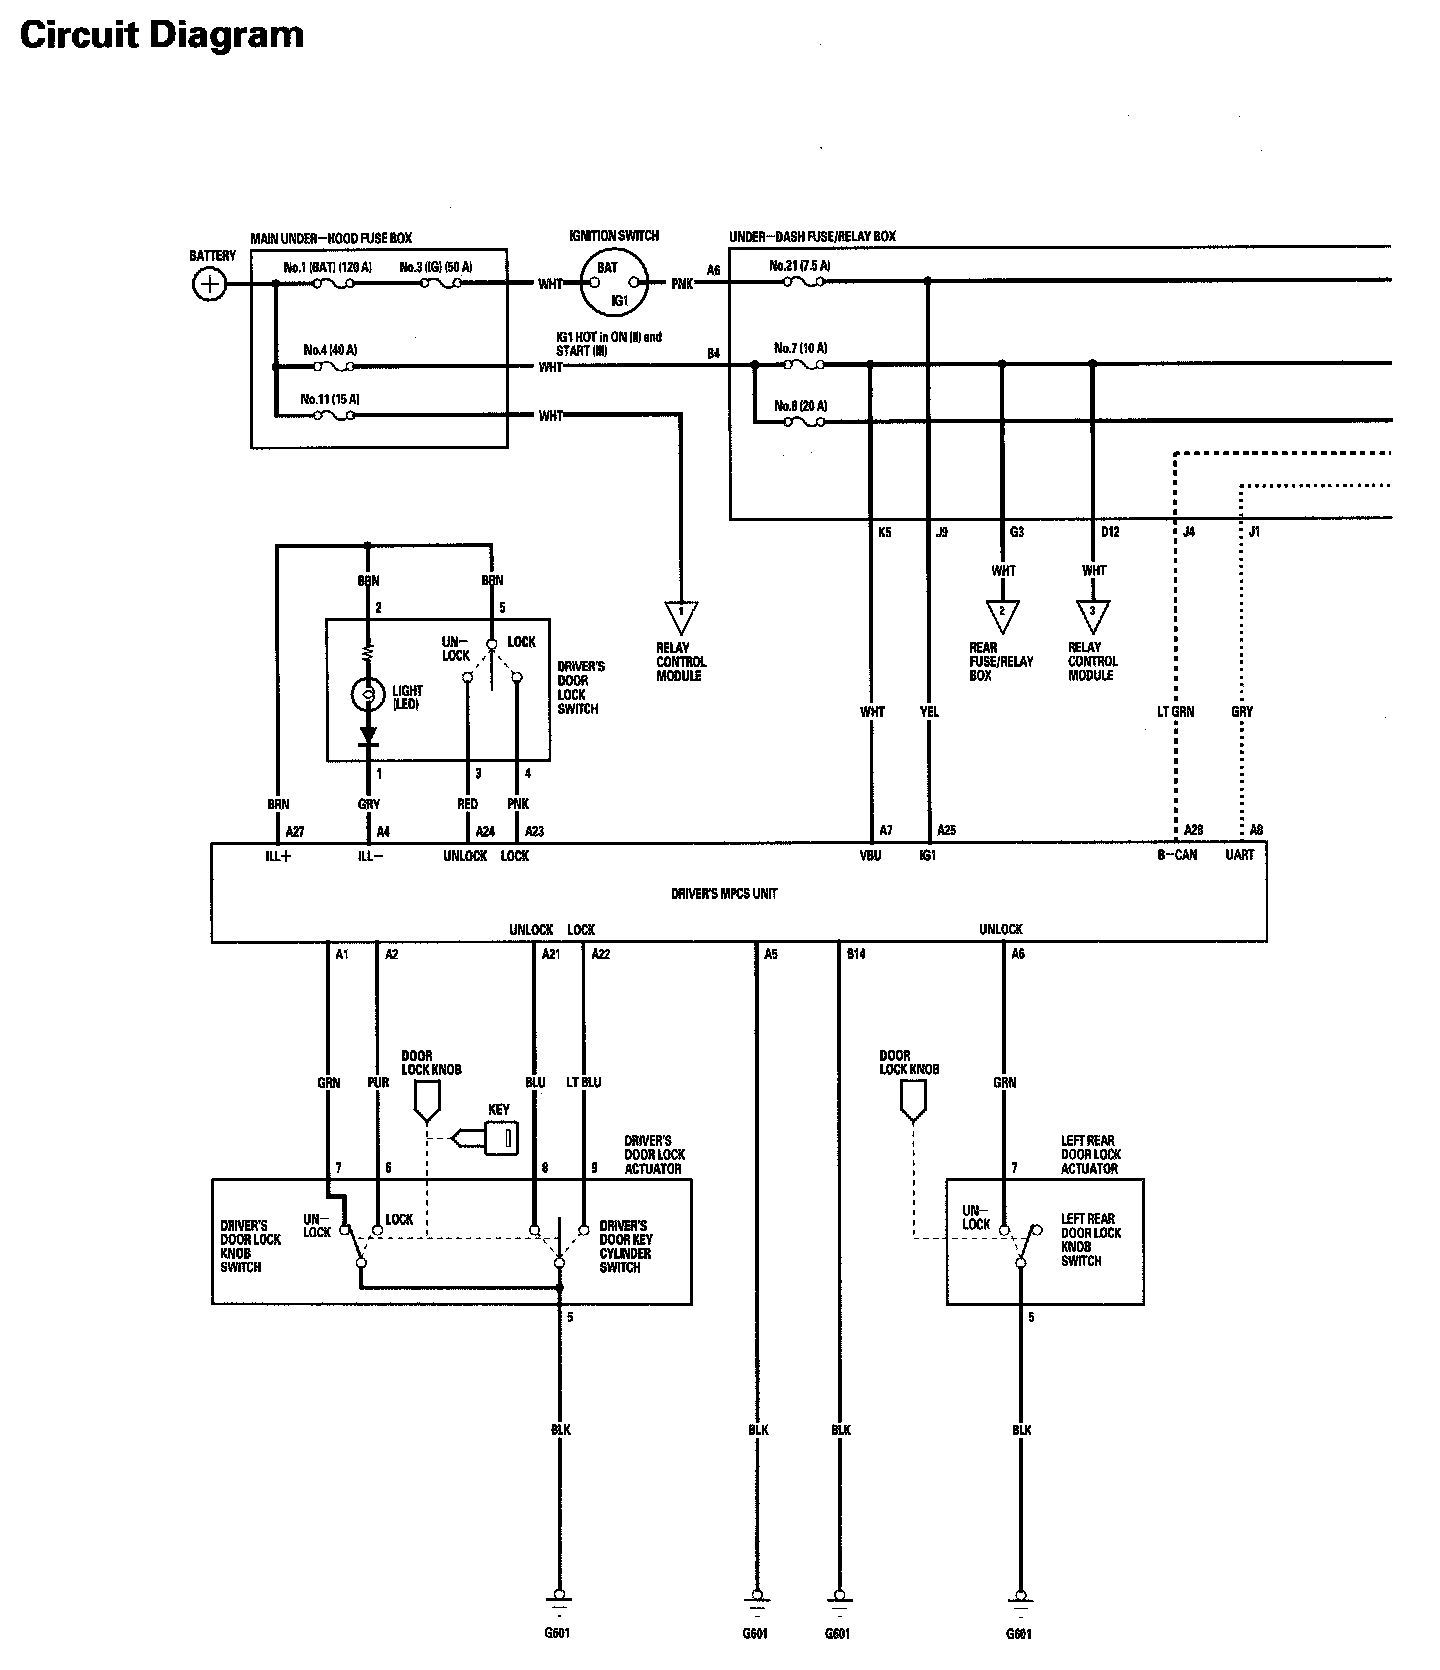 Circuit Diagram
MAIN UNDER-HOOD FUSE BOX
IGNITION SWITCH
UNDER-DASH FUSE/RELAY BOX
BATTERY
No.1 (BAT) (120 A)
No.3 (IG) (50 A)
WHT
BAT
IG1
PNK
A6
No.21 (7.5 A)
IG1 HOT in ON (II) and
START (III)
No.4 (40 A)
WHT
B4
No.7 (10 A)
No.11 (15 A)
WHT
No.8 (20 A)
K5
J9
G3
D12
J4
J1
WHT
WHT
BRN
BRN
2
5
1
2
3
RELAY
CONTROL
MODULE
REAR
FUSE/RELAY
BOX
RELAY
CONTROL
MODULE
UN-
LOCK
LOCK
LIGHT
(LED)
DRIVER'S
DOOR
LOCK
SWITCH
WHT
YEL
LT GRN
GRY
1
3
4
BRN
GRY
RED
PNK
A27
A4
A24
A23
A7
A25
A28
A8
ILL+
ILL-
UNLOCK
LOCK
VBU
IG1
B-CAN
UART
DRIVER'S MPCS UNIT
UNLOCK
LOCK
UNLOCK
A1
A2
A21
A22
A5
B14
A6
DOOR
LOCK KNOB
DOOR
LOCK KNOB
GRN
PUR
BLU
LT BLU
GRN
KEY
DRIVER'S
DOOR LOCK
ACTUATOR
LEFT REAR
DOOR LOCK
ACTUATOR
7
6
8
9
7
DRIVER'S
DOOR LOCK
KNOB
SWITCH
UN-
LOCK
LOCK
DRIVER'S
DOOR KEY
CYLINDER
SWITCH
UN-
LOCK
LEFT REAR
DOOR LOCK
KNOB
SWITCH
5
5
BLK
BLK
BLK
BLK
G601
G601
G601
G601